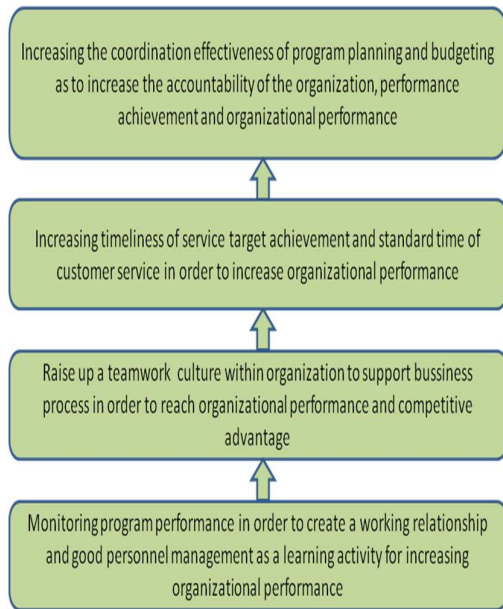 Increasing the coordination effectiveness of program planning and budgeting
as to increase the accountability of the organization, performance
achievement and organizational performance
Increasing timeliness of service target achievement and standard time of
customer service in order to increase organizational performance
Raise up a teamwork culture within organization to support bussiness
process in order to reach organizational performance and competitive
advantage
Monitoring program performance in order to create a working relationship
and good personnel management as a learning activity for increasing
organizational performance